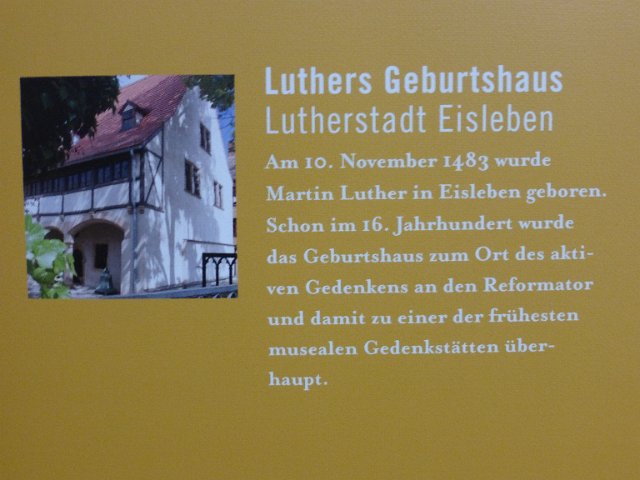 Luthers Geburtshaus
Lutherstadt Eisleben
Am 10. November 1483 wurde
Martin Luther in Eisleben geboren.
Schon im 16. Jahrhundert wurde
das Geburtshaus zum Ort des akti-
ven Gedenkens an den Reformator
und damit zu einer der frühesten
musealen Gedenkstätten über-
haupt.